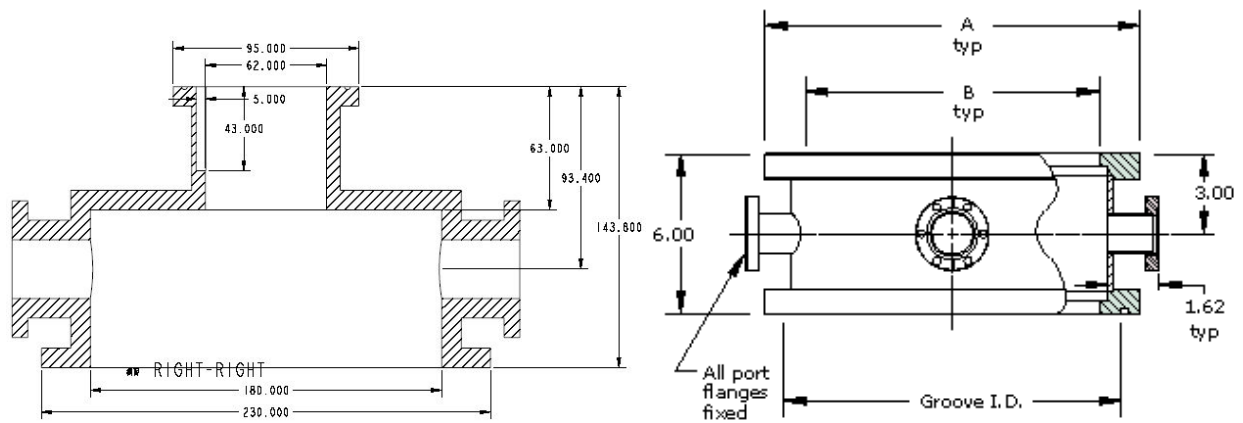 95.000
62.000
5.000
43.000
63.000
93.400
143.800
RIGHT-RIGHT
180.000
230.000
A
typ
B
typ
6.00
3.00
1.62
typ
All port
flanges
fixed
Groove I.D.